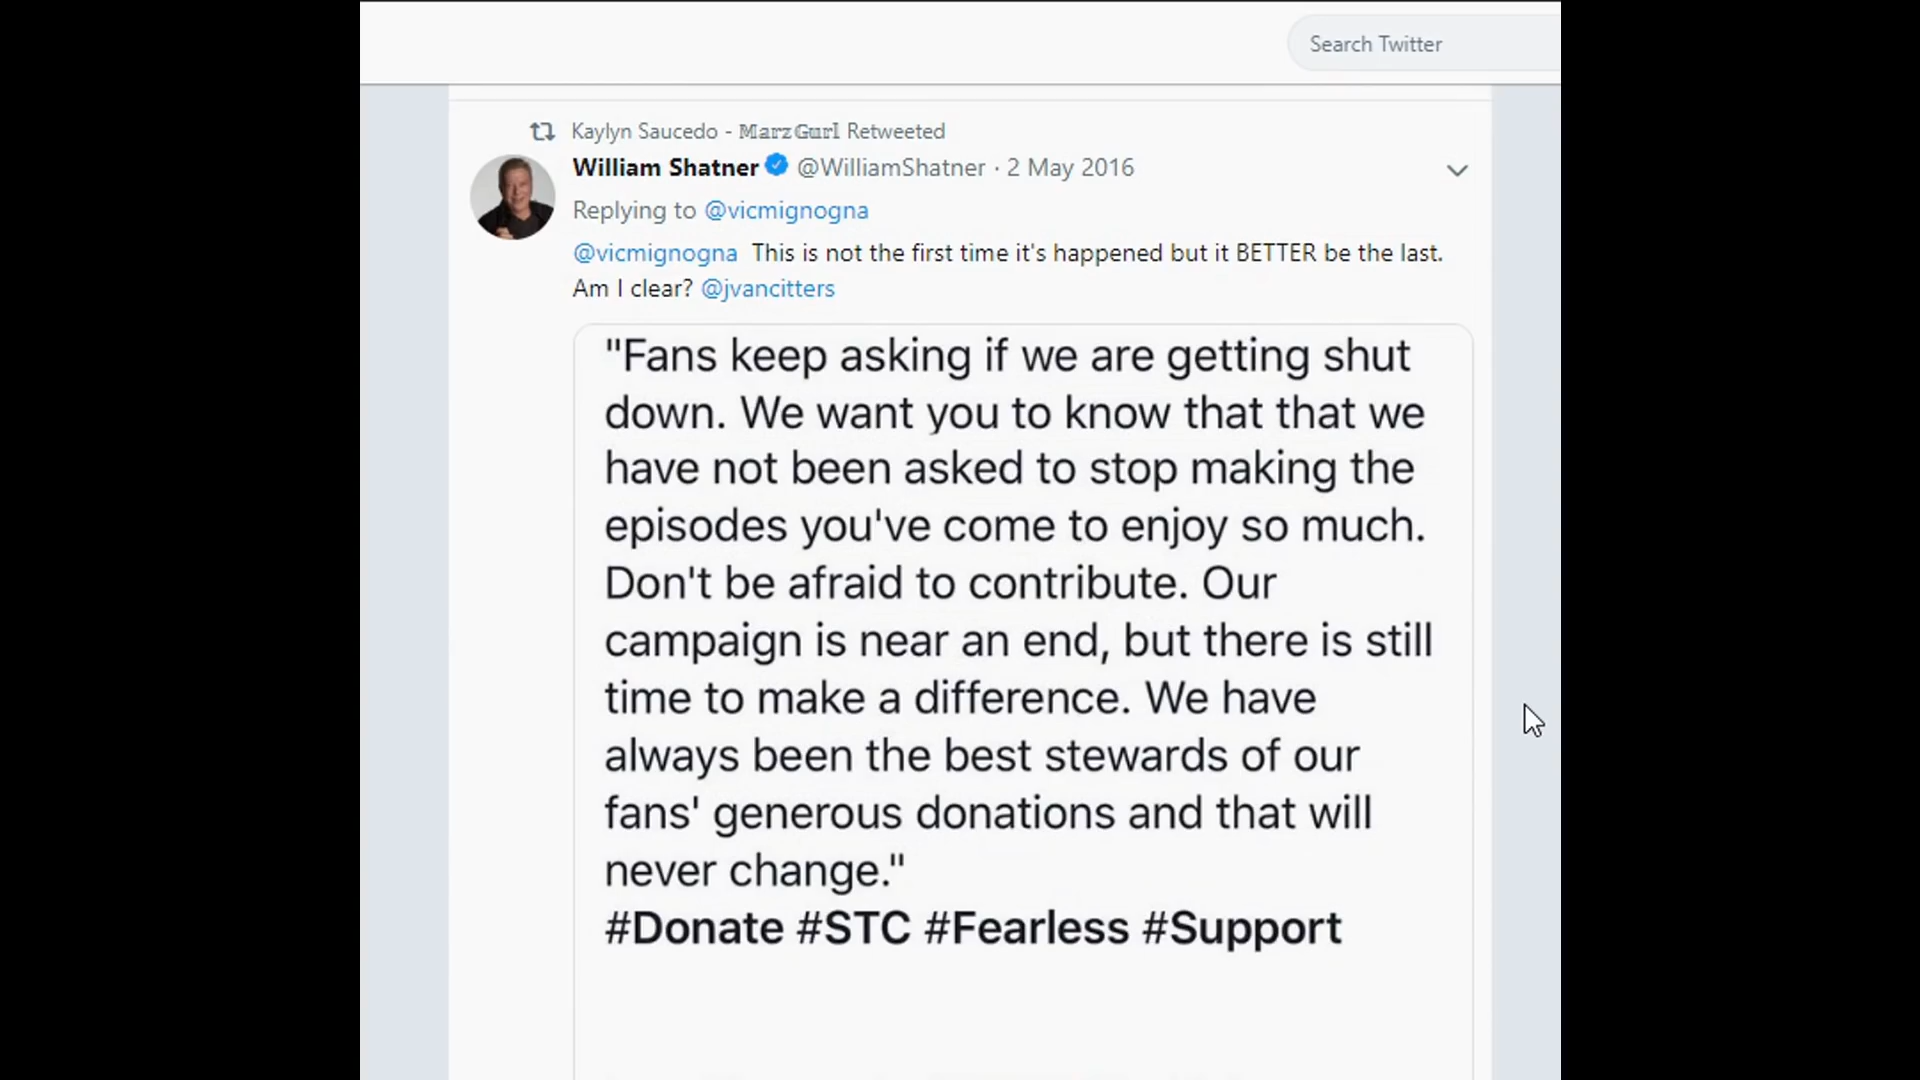 Search Twitter
Kaylyn Saucedo - 𝕄𝕒𝕣𝕫𝔾𝕦𝕣𝕝 Retweeted
William Shatner @WilliamShatner · 2 May 2016
Replying to @vicmignogna
@vicmignogna This is not the first time it's happened but it BETTER be the last.
Am I clear? @jvancitters
"Fans keep asking if we are getting shut
down. We want you to know that that we
have not been asked to stop making the
episodes you've come to enjoy so much.
Don't be afraid to contribute. Our
campaign is near an end, but there is still
time to make a difference. We have
always been the best stewards of our
fans' generous donations and that will
never change."
#Donate #STC #Fearless #Support